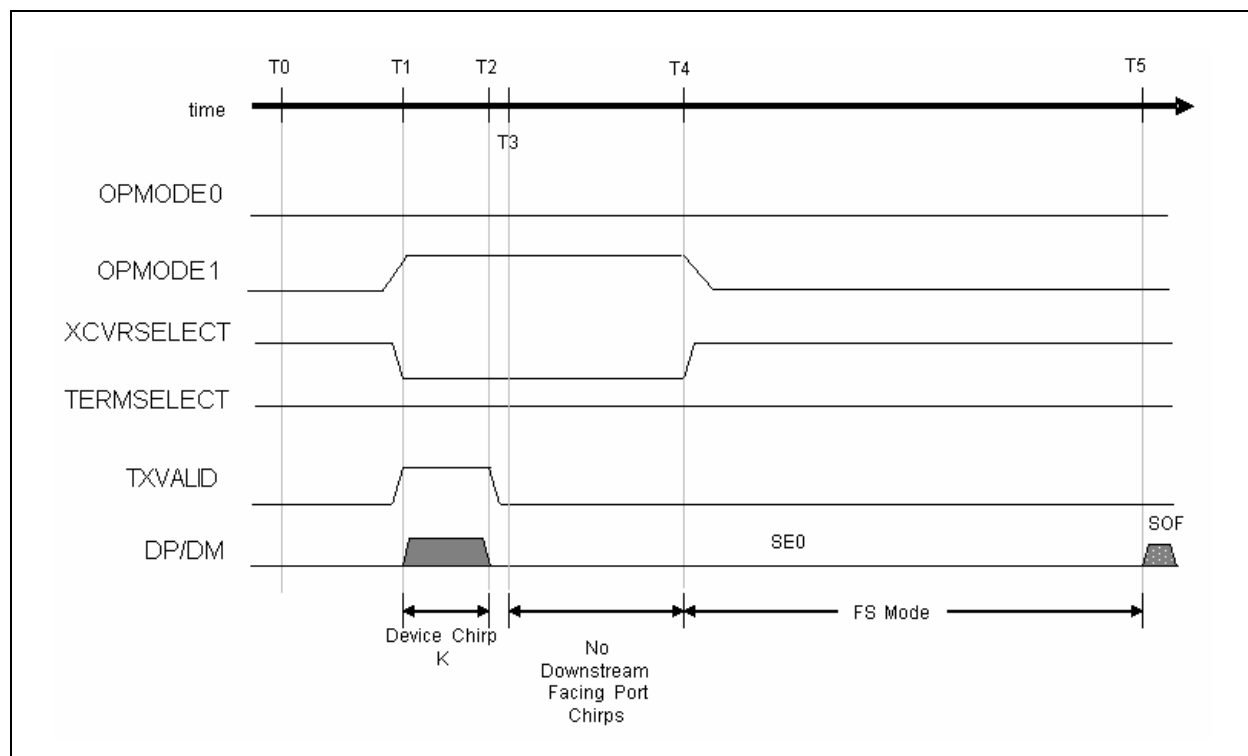 T0 T1 T2 T4 T5
time
T3
OPMODE0
OPMODE1
XCVRSELECT
TERMSELECT
TXVALID
SOF
DP/DM
SE0
Device Chirp
K
No
Downstream
Facing Port
Chirps
FS Mode